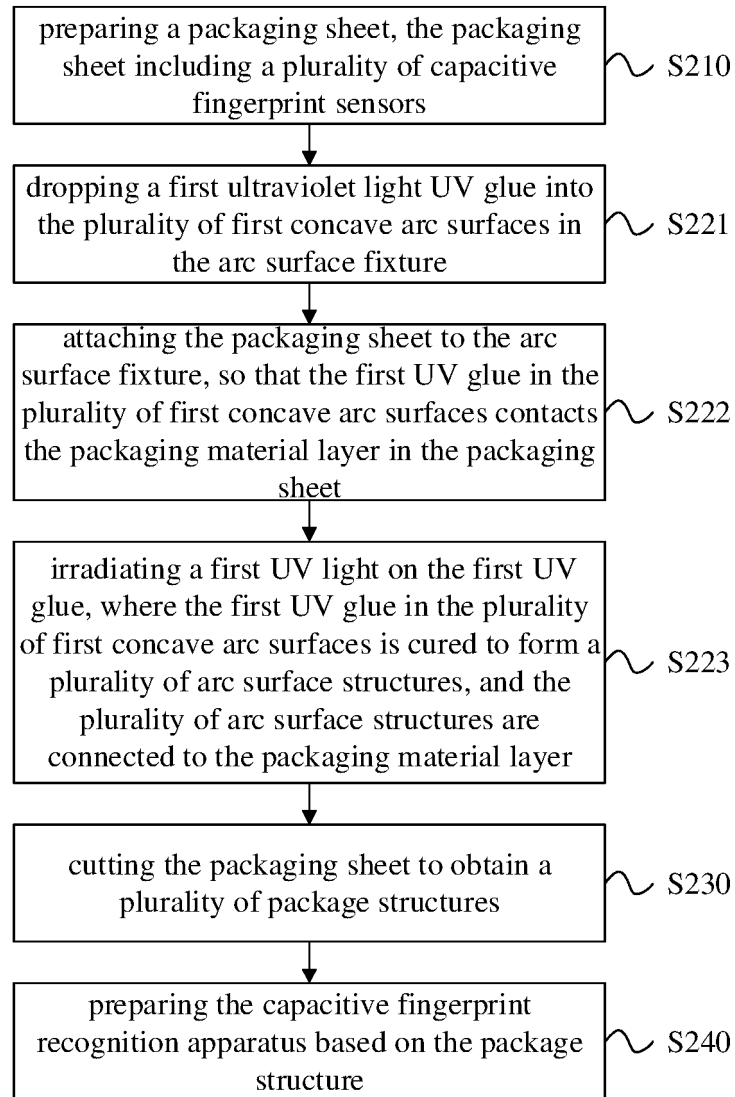 preparing a packaging sheet, the packaging
sheet including a plurality of capacitive
fingerprint sensors
S210
dropping a first ultraviolet light UV glue into
the plurality of first concave arc surfaces in
the arc surface fixture
S221
attaching the packaging sheet to the arc
surface fixture, so that the first UV glue in the
plurality of first concave arc surfaces contacts
the packaging material layer in the packaging
sheet
S222
irradiating a first UV light on the first UV
glue, where the first UV glue in the plurality
of first concave arc surfaces is cured to form a
plurality of arc surface structures, and the
plurality of arc surface structures are
connected to the packaging material layer
S223
cutting the packaging sheet to obtain a
plurality of package structures
S230
preparing the capacitive fingerprint
recognition apparatus based on the package
structure
S240